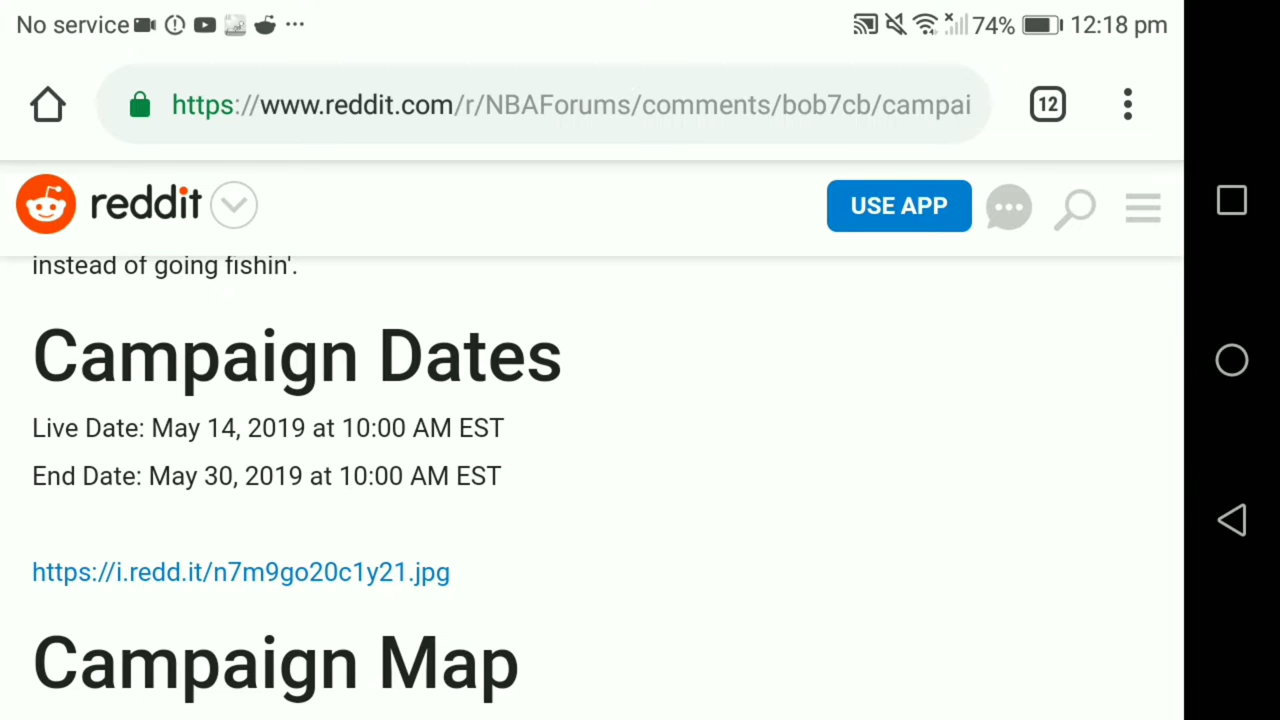 No service 74% 12:18 pm
https://www.reddit.com/r/NBAForums/comments/bob7cb/campai 12
reddit USE APP
instead of going fishin'.
Campaign Dates
Live Date: May 14, 2019 at 10:00 AM EST
End Date: May 30, 2019 at 10:00 AM EST
https://i.redd.it/n7m9go20c1y21.jpg
Campaign Map